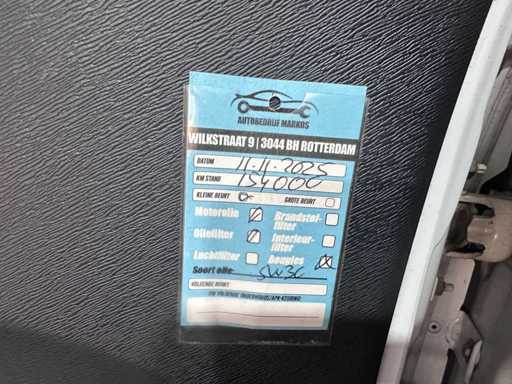 AUTOBEDRIJF MARKOS
WILKSTRAAT 9 | 3044 BH ROTTERDAM
DATUM 11-11-2025
KM STAND 154000
KLEINE BEURT GROTE BEURT
Motorolie Brandstof-
filter
Oliefilter Interieur-
filter
Luchtfilter Bougies
Soort olie: 5W30
VOLGENDE BEURT